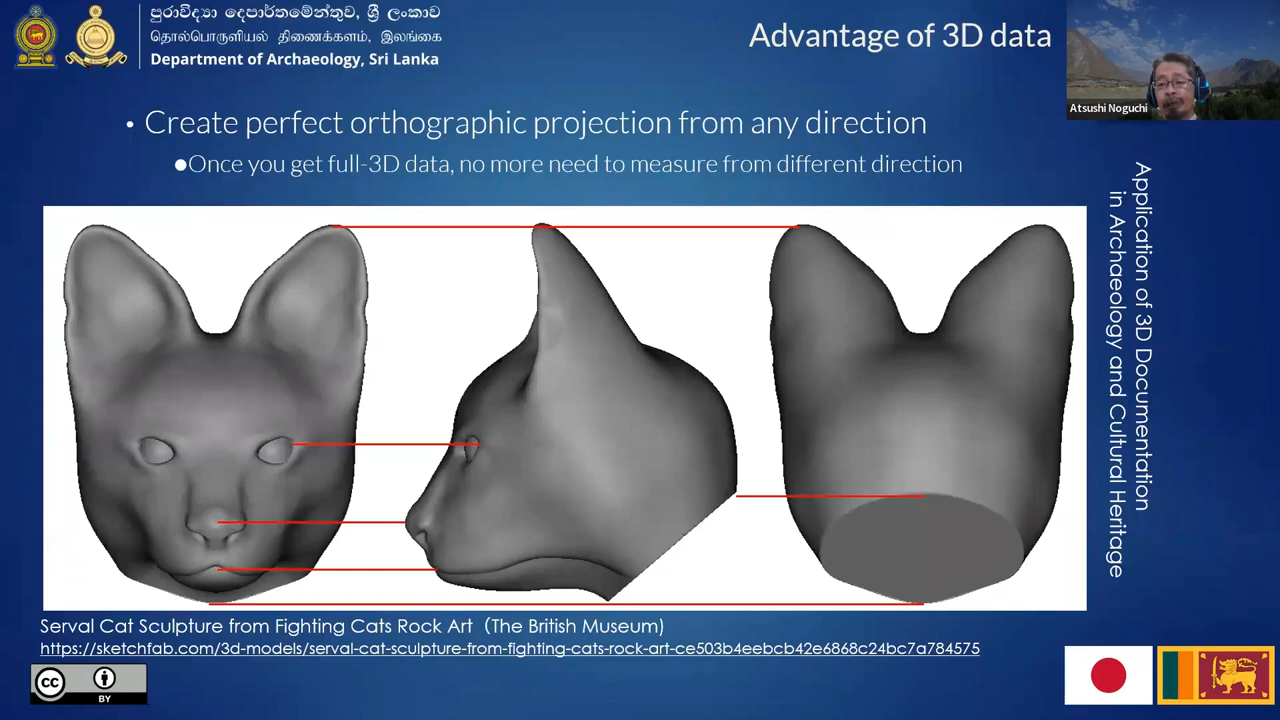 පුරාවිද්‍යා දෙපාර්තමේන්තුව, ශ්‍රී ලංකාව
தொல்பொருளியல் திணைக்களம், இலங்கை
Department of Archaeology, Sri Lanka
Advantage of 3D data
Atsushi Noguchi
• Create perfect orthographic projection from any direction
●Once you get full-3D data, no more need to measure from different direction
Application of 3D Documentation
in Archaeology and Cultural Heritage
Serval Cat Sculpture from Fighting Cats Rock Art（The British Museum)
https://sketchfab.com/3d-models/serval-cat-sculpture-from-fighting-cats-rock-art-ce503b4eebcb42e6868c24bc7a784575
cc
BY